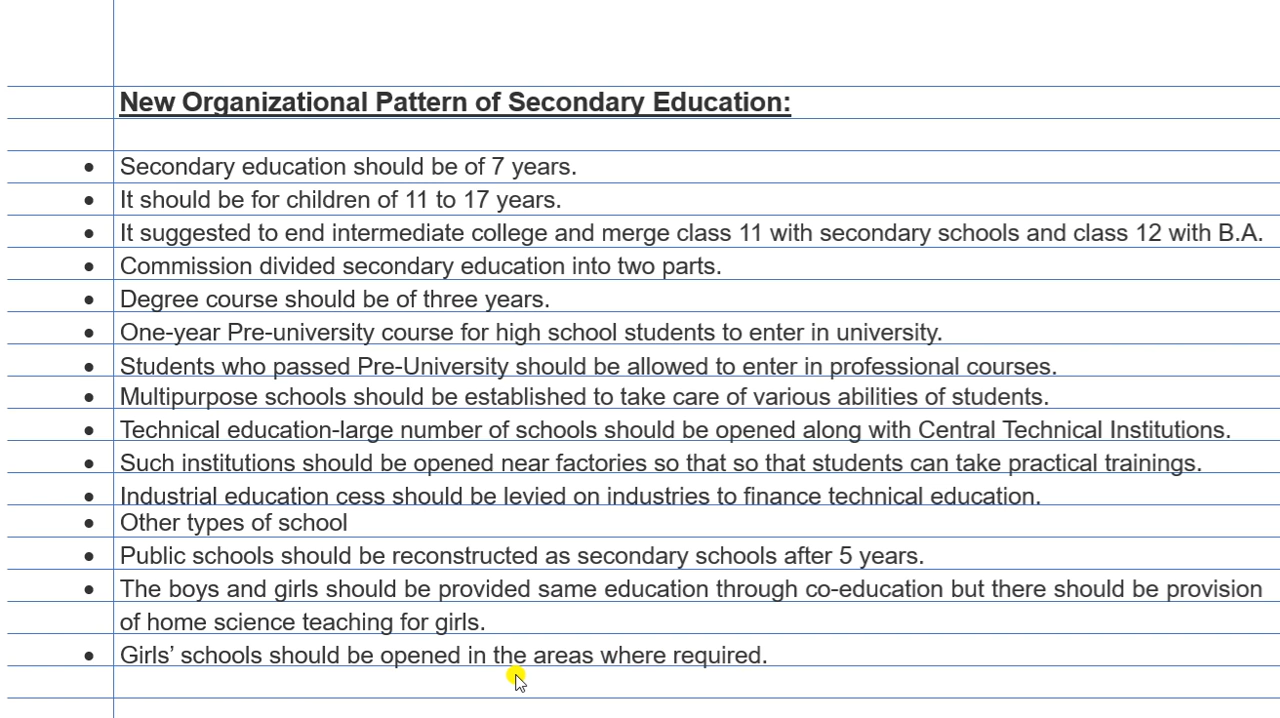 New Organizational Pattern of Secondary Education:
• Secondary education should be of 7 years.
• It should be for children of 11 to 17 years.
• It suggested to end intermediate college and merge class 11 with secondary schools and class 12 with B.A.
• Commission divided secondary education into two parts.
• Degree course should be of three years.
• One-year Pre-university course for high school students to enter in university.
• Students who passed Pre-University should be allowed to enter in professional courses.
• Multipurpose schools should be established to take care of various abilities of students.
• Technical education-large number of schools should be opened along with Central Technical Institutions.
• Such institutions should be opened near factories so that so that students can take practical trainings.
• Industrial education cess should be levied on industries to finance technical education.
• Other types of school
• Public schools should be reconstructed as secondary schools after 5 years.
• The boys and girls should be provided same education through co-education but there should be provision
of home science teaching for girls.
• Girls’ schools should be opened in the areas where required.